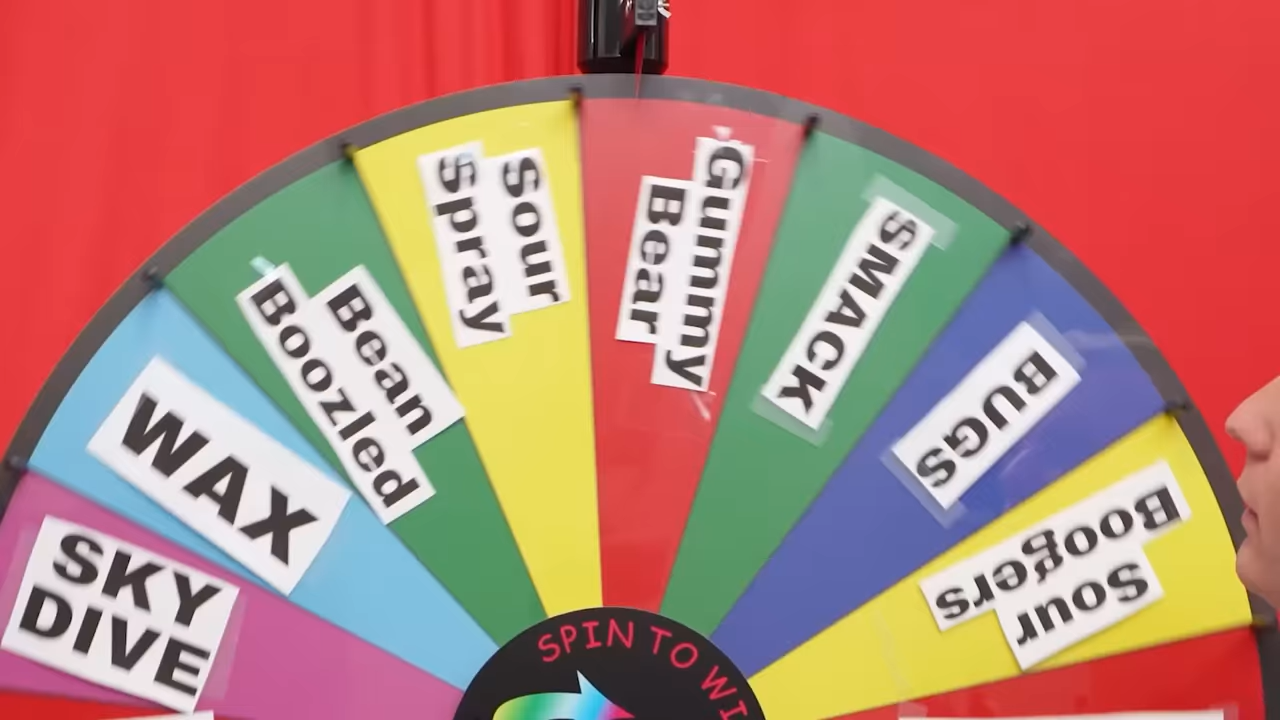 SKY
DIVE
WAX
Bean
Boozled
Sour
Spray
Gummy
Bear
SMACK
BUGS
Sour
Boogers
SPIN TO WI